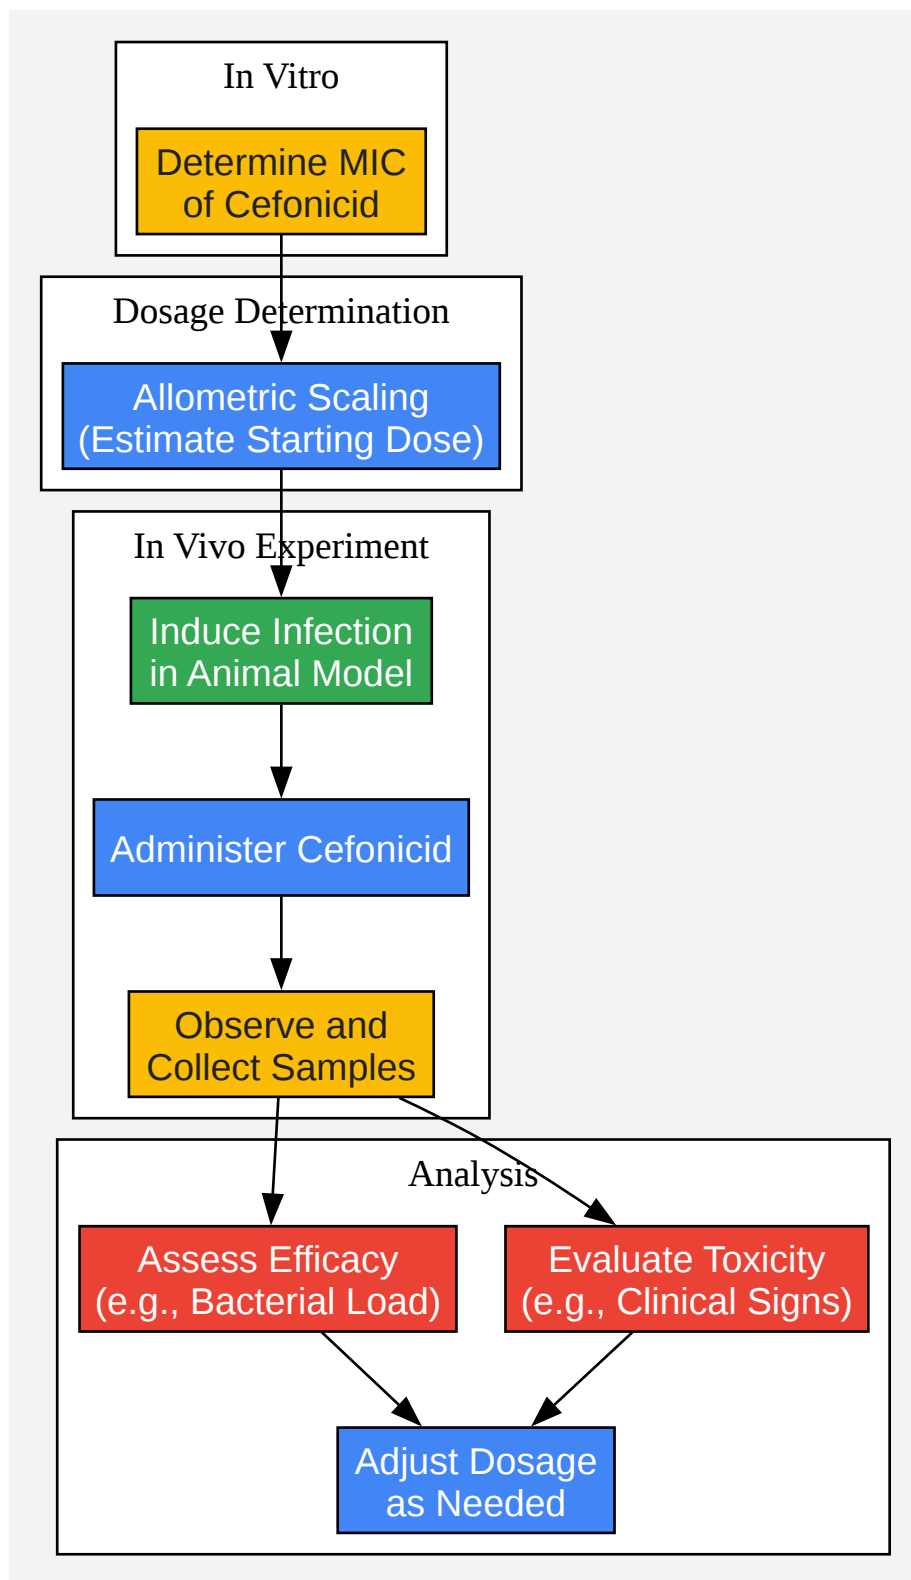 In Vitro
Determine MIC
of Cefonicid
Dosage Determination
Allometric Scaling
(Estimate Starting Dose)
In Vivo Experiment
Induce Infection
in Animal Model
Administer Cefonicid
Observe and
Collect Samples
Analysis
Assess Efficacy
(e.g., Bacterial Load)
Evaluate Toxicity
(e.g., Clinical Signs)
Adjust Dosage
as Needed